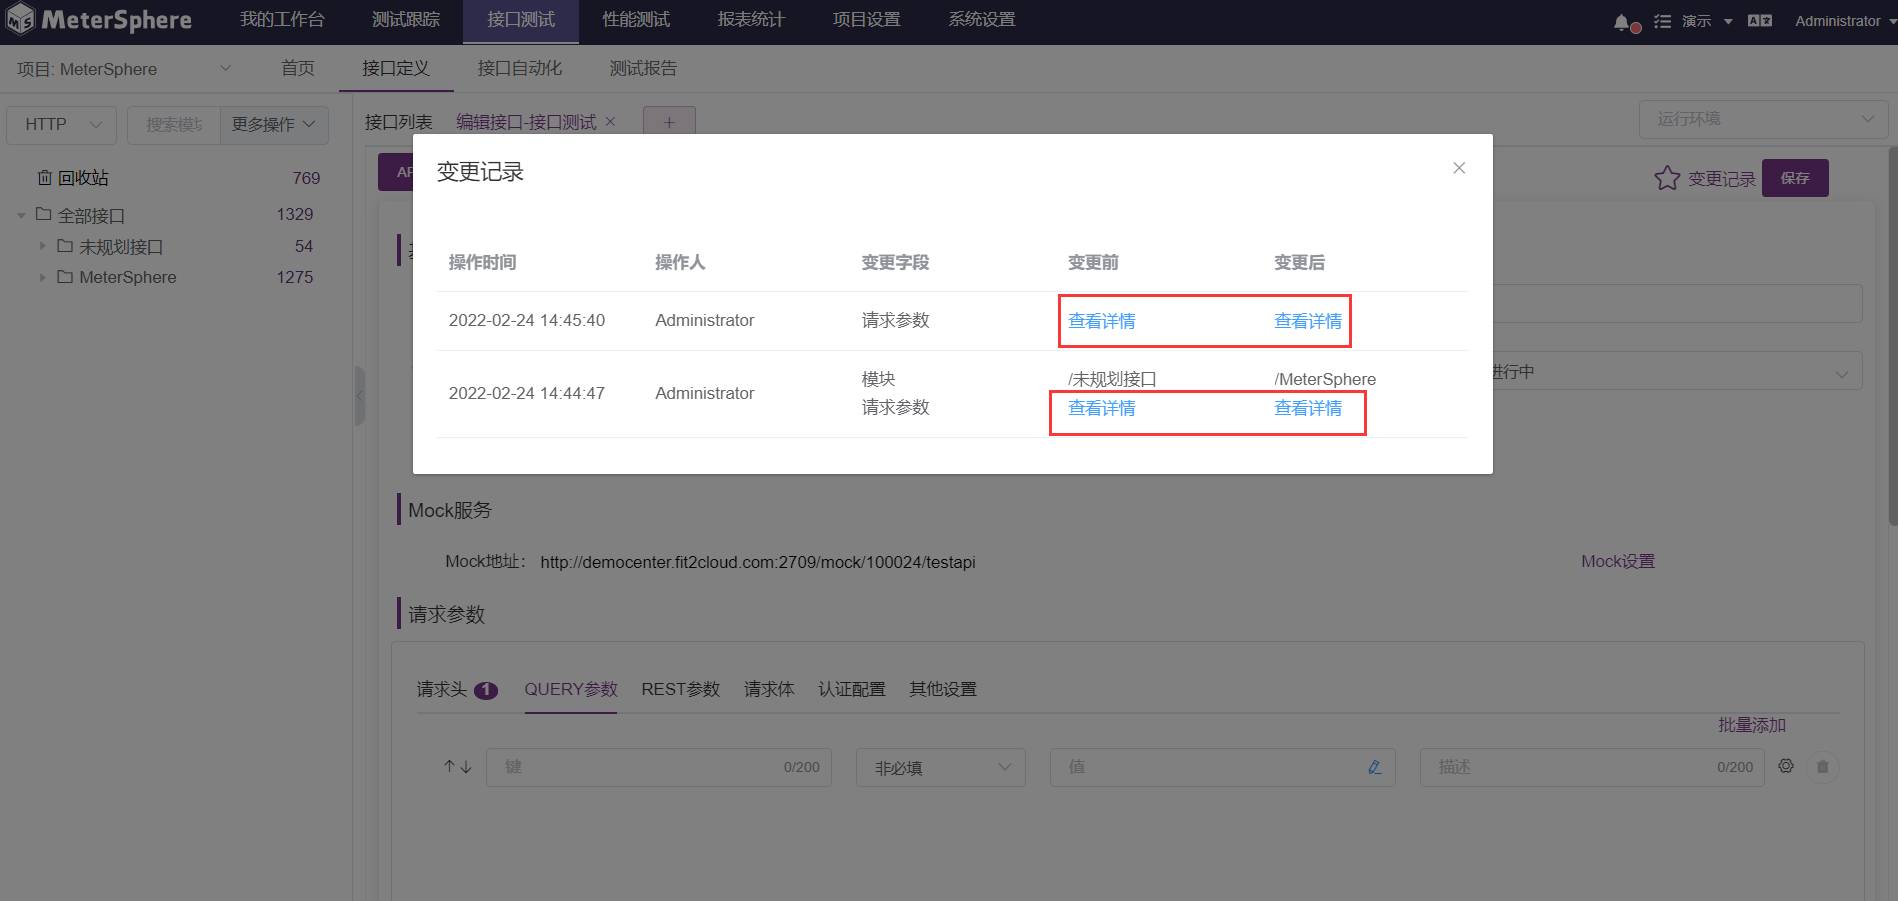 MeterSphere 我的工作台 测试跟踪 接口测试 性能测试 报表统计 项目设置 系统设置 演示 Administrator
项目: MeterSphere 首页 接口定义 接口自动化 测试报告
HTTP 搜索模块 更多操作 接口列表 编辑接口-接口测试 + 运行环境
回收站 769
全部接口 1329
未规划接口 54
MeterSphere 1275
变更记录 保存
变更记录
操作时间 操作人 变更字段 变更前 变更后
2022-02-24 14:45:40 Administrator 请求参数 查看详情 查看详情
2022-02-24 14:44:47 Administrator 模块 /未规划接口 /MeterSphere
请求参数 查看详情 查看详情
进行中
Mock服务
Mock地址: http://democenter.fit2cloud.com:2709/mock/100024/testapi Mock设置
请求参数
请求头 1 QUERY参数 REST参数 请求体 认证配置 其他设置
批量添加
键 0/200 非必填 值 描述 0/200